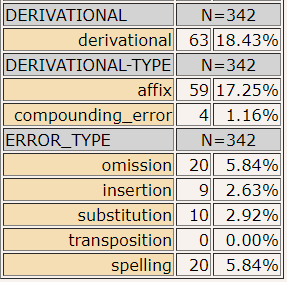 DERIVATIONAL N=342
derivational 63 18.43%
DERIVATIONAL-TYPE N=342
affix 59 17.25%
compounding_error 4 1.16%
ERROR_TYPE N=342
omission 20 5.84%
insertion 9 2.63%
substitution 10 2.92%
transposition 0 0.00%
spelling 20 5.84%